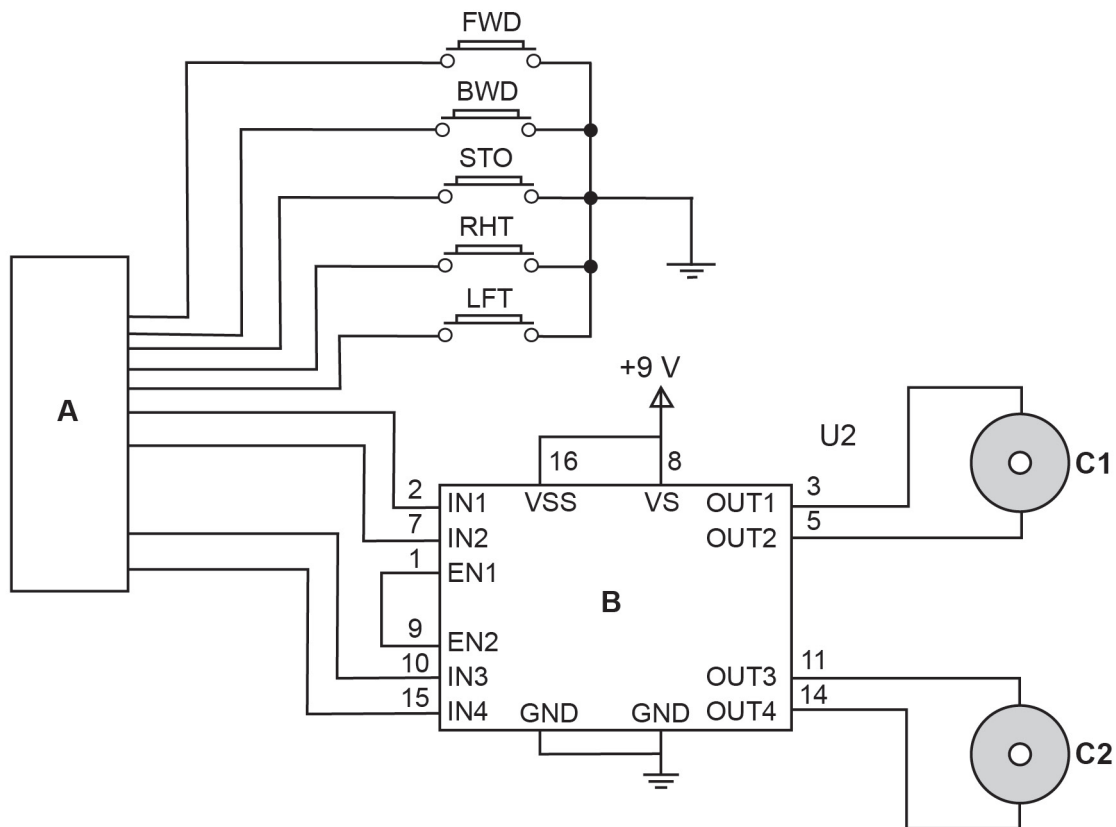 FWD
BWD
STO
RHT
LFT
A
+9 V
U2
C1
16 8
2 IN1 VSS VS OUT1 3
7 IN2 OUT2 5
1 EN1
B
9 EN2
10 IN3 OUT3 11
15 IN4 GND GND OUT4 14
C2